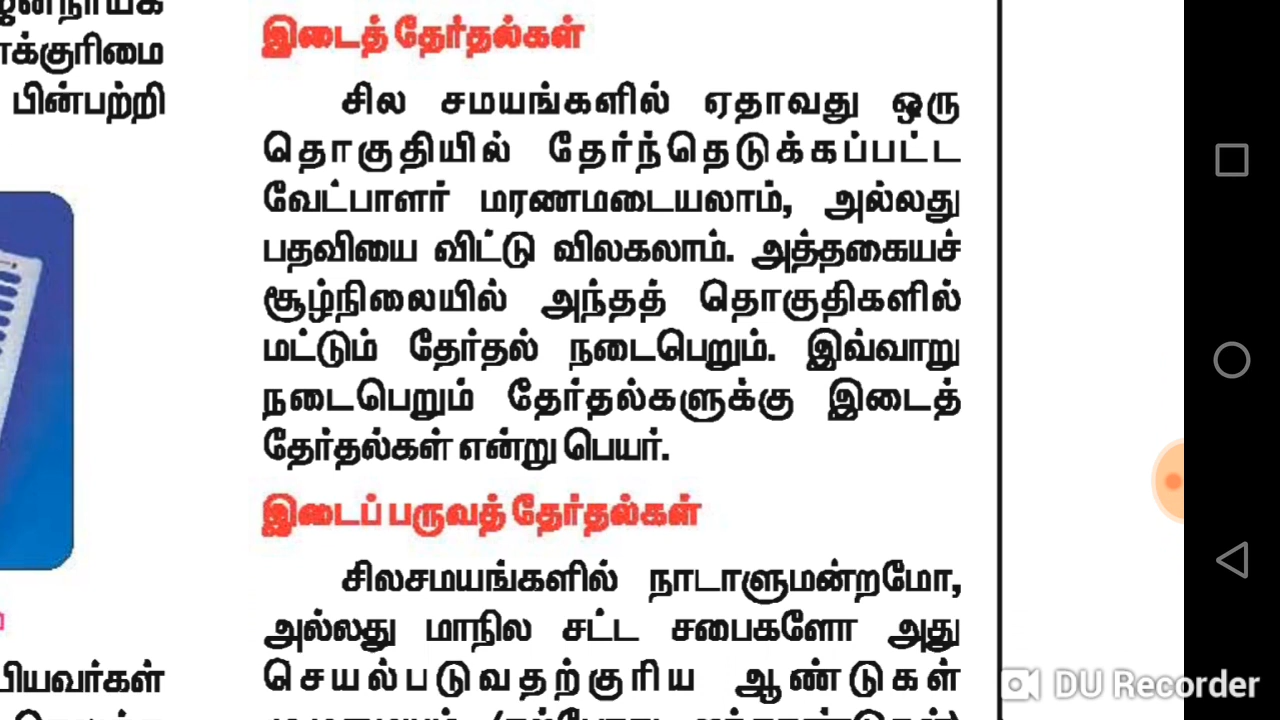 ஜனநாயக
பின்பற்றி
இடைத் தேர்தல்கள்
சில சமயங்களில் ஏதாவது ஒரு
தொகுதியில் தேர்ந்தெடுக்கப்பட்ட
வேட்பாளர் மரணமடையலாம், அல்லது
பதவியை விட்டு விலகலாம். அத்தகையச்
சூழ்நிலையில் அந்தத் தொகுதிகளில்
மட்டும் தேர்தல் நடைபெறும். இவ்வாறு
நடைபெறும் தேர்தல்களுக்கு இடைத்
தேர்தல்கள் என்று பெயர்.
இடைப் பருவத் தேர்தல்கள்
சிலசமயங்களில் நாடாளுமன்றமோ,
அல்லது மாநில சட்ட சபைகளோ அது
செயல்படுவதற்குரிய ஆண்டுகள்
DU Recorder